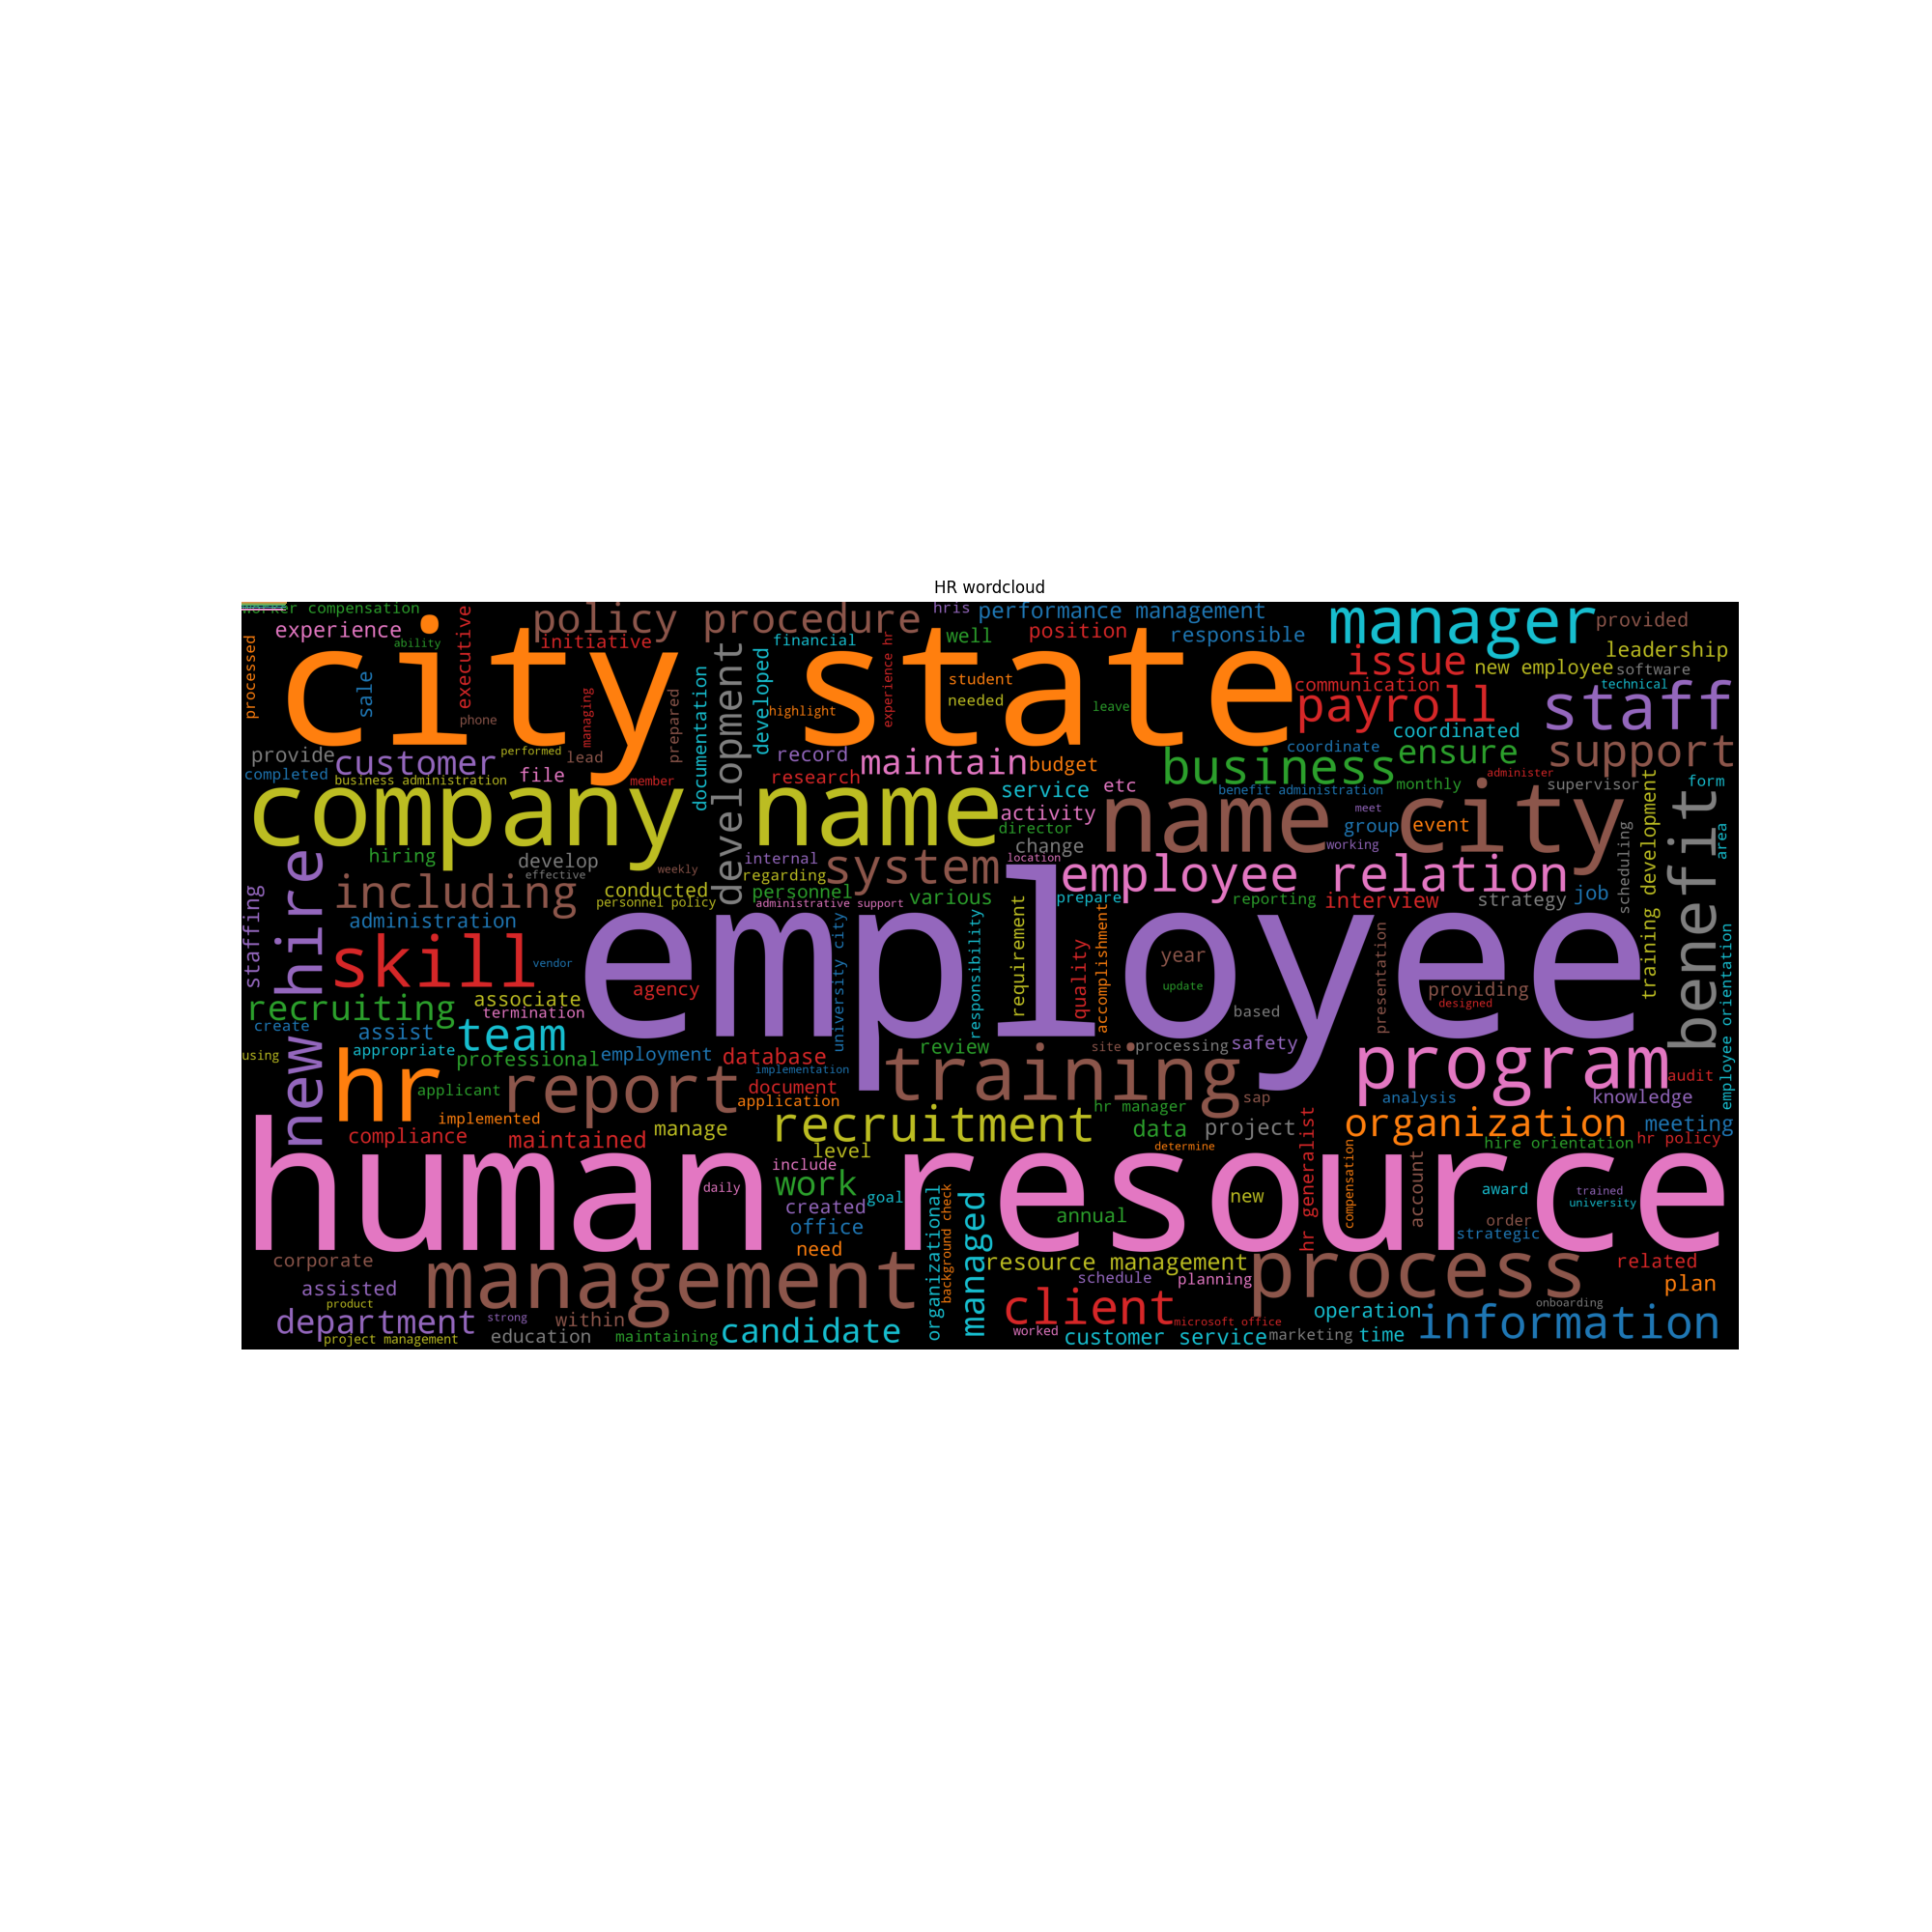 HR wordcloud
worker compensation
policy procedure
hris
performance management
manager
provided
experience
ability
executive
initiative
financial
well
position
responsible
leadership
processed
city state
sale
phone
managing
prepared
documentation
development
developed
highlight
experience hr
student
needed
leave
issue
new employee
software
communication
technical
payroll
staff
coordinated
provide
customer
performed
lead
record
maintain
budget
business
coordinate
ensure
support
completed
business administration
file
member
research
service
etc
benefit administration
monthly
administer
supervisor
form
company name
activity
name city
meet
group
event
director
working
area
hiring
develop
effective
weekly
internal
regarding
system
change
location
employee relation
scheduling
training development
benefit
new hire
including
conducted
personnel
personnel policy
administrative support
various
prepare
reporting
interview
strategy
job
staffing
administration
skill
vendor
employee
agency
university city
responsibility
requirement
quality
accomplishment
year
update
based
presentation
providing
designed
employee orientation
recruiting
associate
termination
create
assist
team
using
appropriate
professional
employment
database
implementation
review
site
processing
safety
hr
applicant
report
document
application
training
sap
program
audit
analysis
knowledge
implemented
compliance
maintained
manage
recruitment
hr manager
data
project
organization
meeting
hire orientation
hr policy
level
determine
human resource
include
daily
work
created
goal
office
need
organizational
background check
managed
annual
new
hr generalist
compensation
account
award
trained
university
order
strategic
corporate
management
resource management
schedule
planning
process
related
plan
assisted
product
department
strong
within
project management
education
maintaining
candidate
client
worked
microsoft office
customer service
marketing
time
operation
onboarding
information